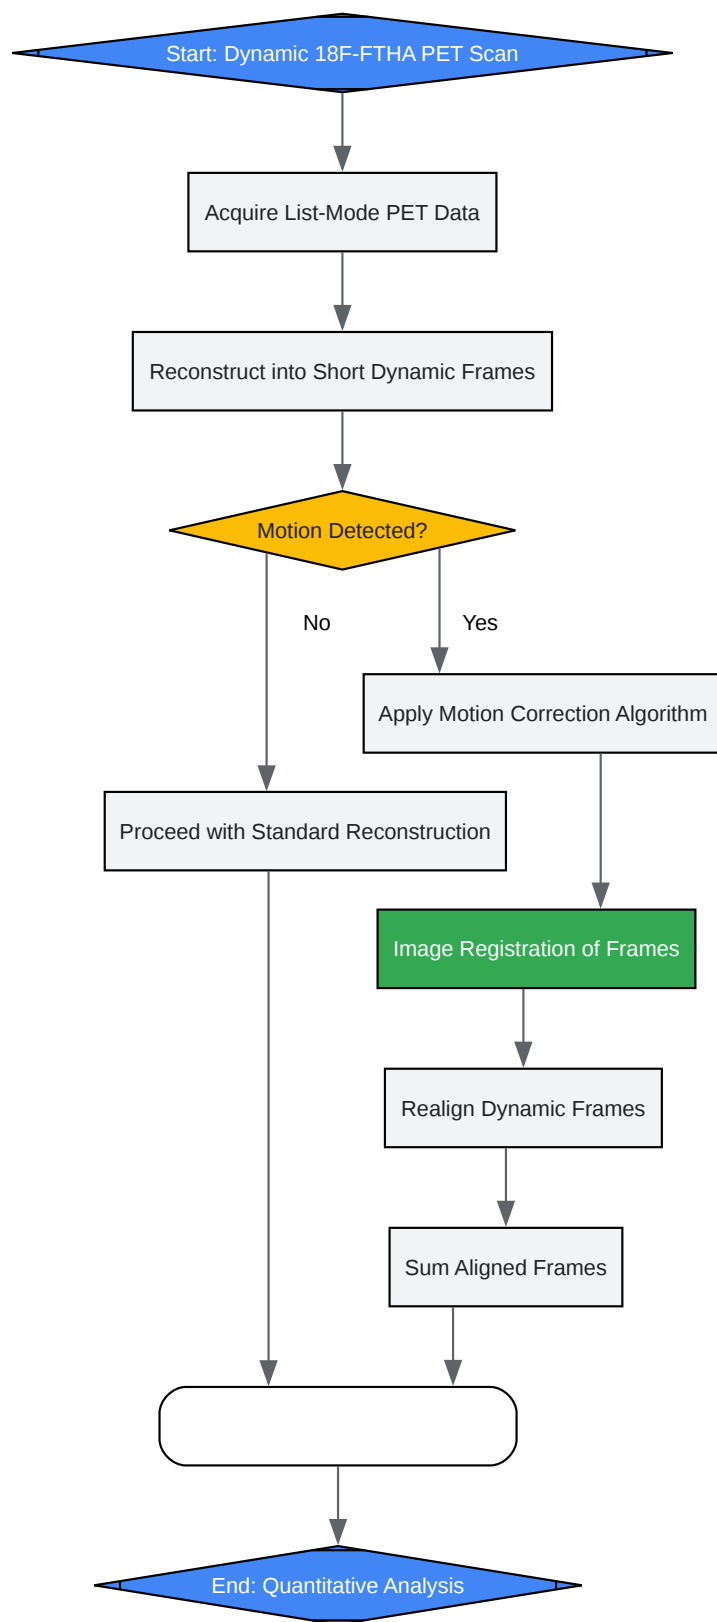 Start: Dynamic 18F-FTHA PET Scan
Acquire List-Mode PET Data
Reconstruct into Short Dynamic Frames
Motion Detected?
No
Yes
Apply Motion Correction Algorithm
Proceed with Standard Reconstruction
Image Registration of Frames
Realign Dynamic Frames
Sum Aligned Frames
End: Quantitative Analysis